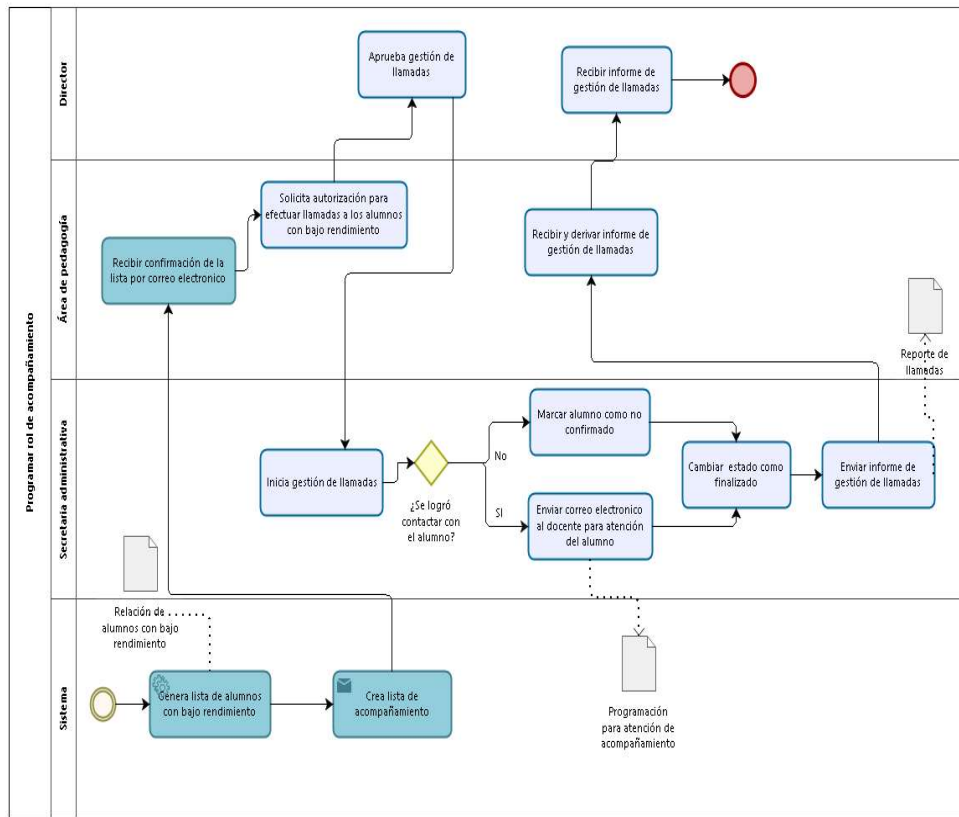 Programar rol de acompañamiento
Director
Aprueba gestión de
llamadas
Recibir informe de
gestión de llamadas
Área de pedagogía
Solicita autorización para
efectuar llamadas a los alumnos
con bajo rendimiento
Recibir confirmación de la
lista por correo electronico
Recibir y derivar informe de
gestión de llamadas
Reporte de
llamadas
Secretaria administrativa
Inicia gestión de llamadas
¿Se logró
contactar con
el alumno?
No
SI
Marcar alumno como no
confirmado
Enviar correo electronico
al docente para atención
del alumno
Cambiar estado como
finalizado
Enviar informe de
gestión de llamadas
Sistema
Relación de
alumnos con bajo
rendimiento
Genera lista de alumnos
con bajo rendimiento
Crea lista de
acompañamiento
Programación
para atención de
acompañamiento